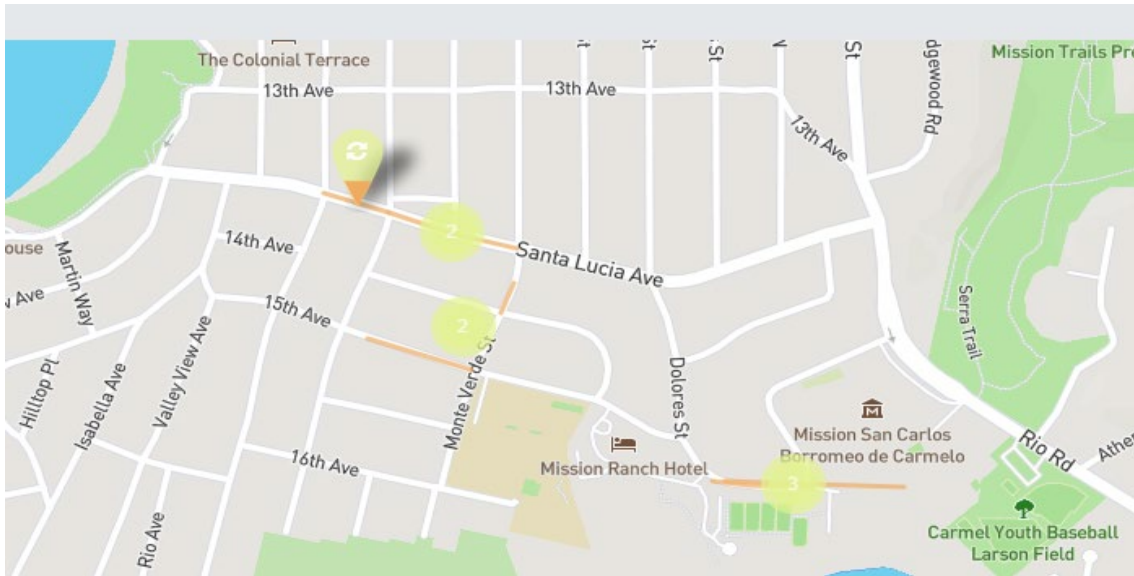 The Colonial Terrace
13th Ave
13th Ave
13th Ave
St
St
dgewood Rd
Mission Trails Pre
ouse
Martin Way
14th Ave
Santa Lucia Ave
2
15th Ave
2
w Ave
Hilltop Pl
Isabella Ave
Valley View Ave
Monte Verde St
Dolores St
Serra Trail
Mission San Carlos
Borromeo de Carmelo
Rio Rd
Athe
16th Ave
Mission Ranch Hotel
3
Rio Ave
Carmel Youth Baseball
Larson Field